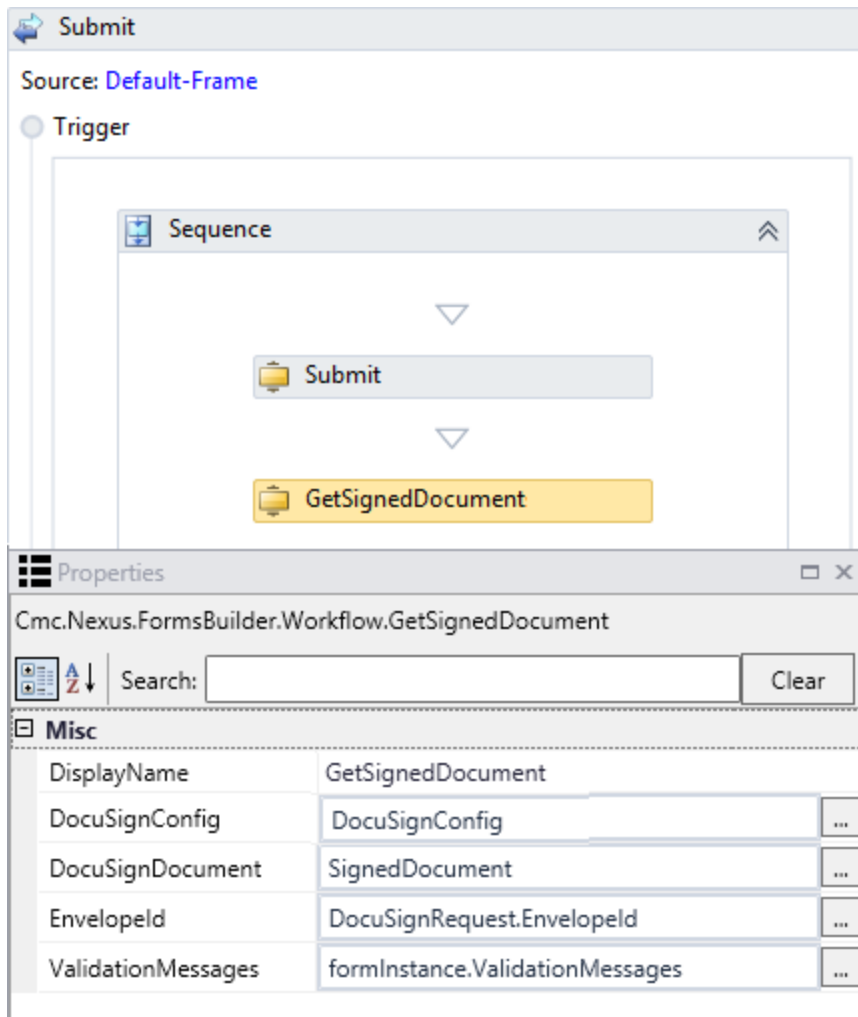 Submit
Source: Default-Frame
Trigger
Sequence
Submit
GetSignedDocument
Properties
Cmc.Nexus.FormsBuilder.Workflow.GetSignedDocument
A Z Search: Clear
Misc
DisplayName GetSignedDocument
DocuSignConfig DocuSignConfig ...
DocuSignDocument SignedDocument ...
EnvelopeId DocuSignRequest.EnvelopeId ...
ValidationMessages formInstance.ValidationMessages ...